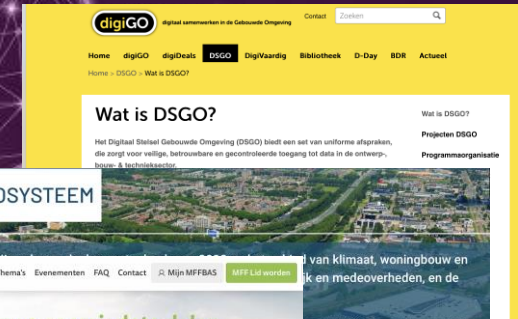 digiGO digitaal samenwerken in de Gebouwde Omgeving
Contact
Zoeken
Home digiGO digiDeals DSGO DigiVaardig Bibliotheek D-Day BDR Actueel
Home > DSGO > Wat is DSGO?
Wat is DSGO?
Het Digitaal Stelsel Gebouwde Omgeving (DSGO) biedt een set van uniforme afspraken,
die zorgt voor veilige, betrouwbare en gecontroleerde toegang tot data in de ontwerp-,
bouw- & technieksector.
Wat is DSGO?
Projecten DSGO
Programmaorganisatie
OSYSTEEM
d van klimaat, woningbouw en
jk en medeoverheden, en de
hema's Evenementen FAQ Contact Mijn MFFBAS MFF Lid worden